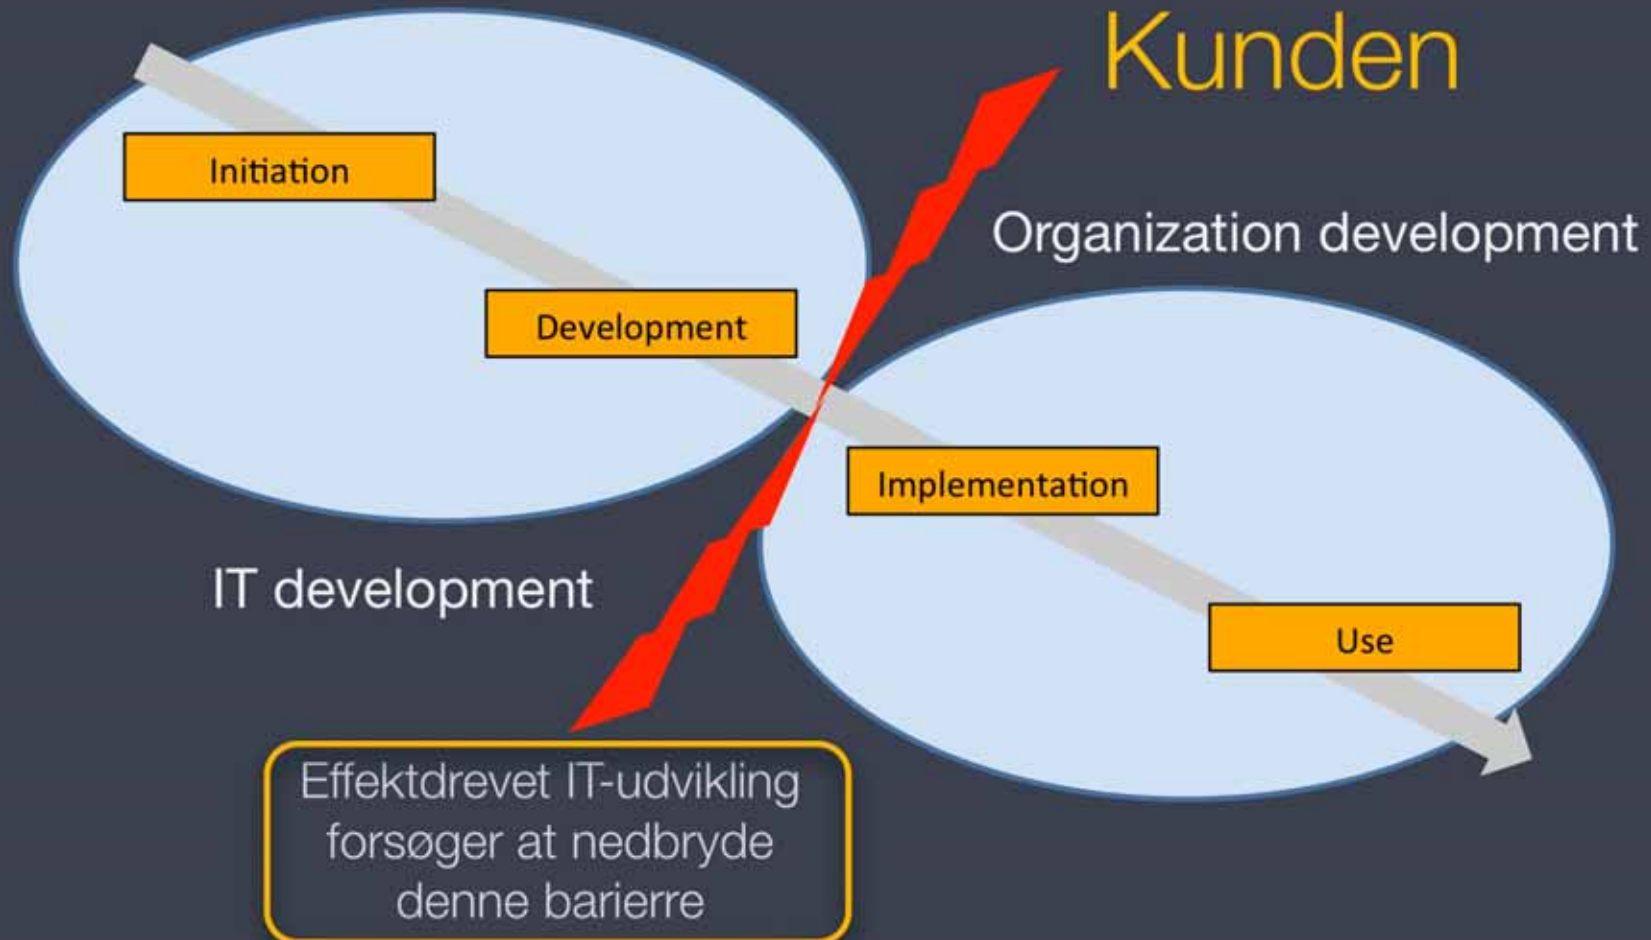 Kunden
Initiation
Organization development
Development
Implementation
IT development
Use
Effektdrevet IT-udvikling
forsøger at nedbryde
denne barierre